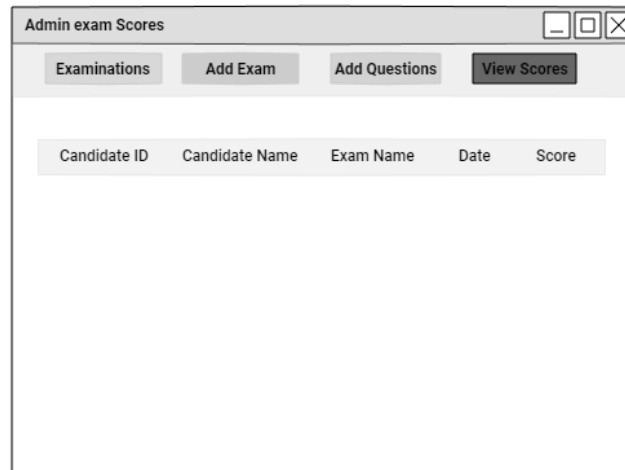 Admin exam Scores
Examinations Add Exam Add Questions View Scores
Candidate ID Candidate Name Exam Name Date Score